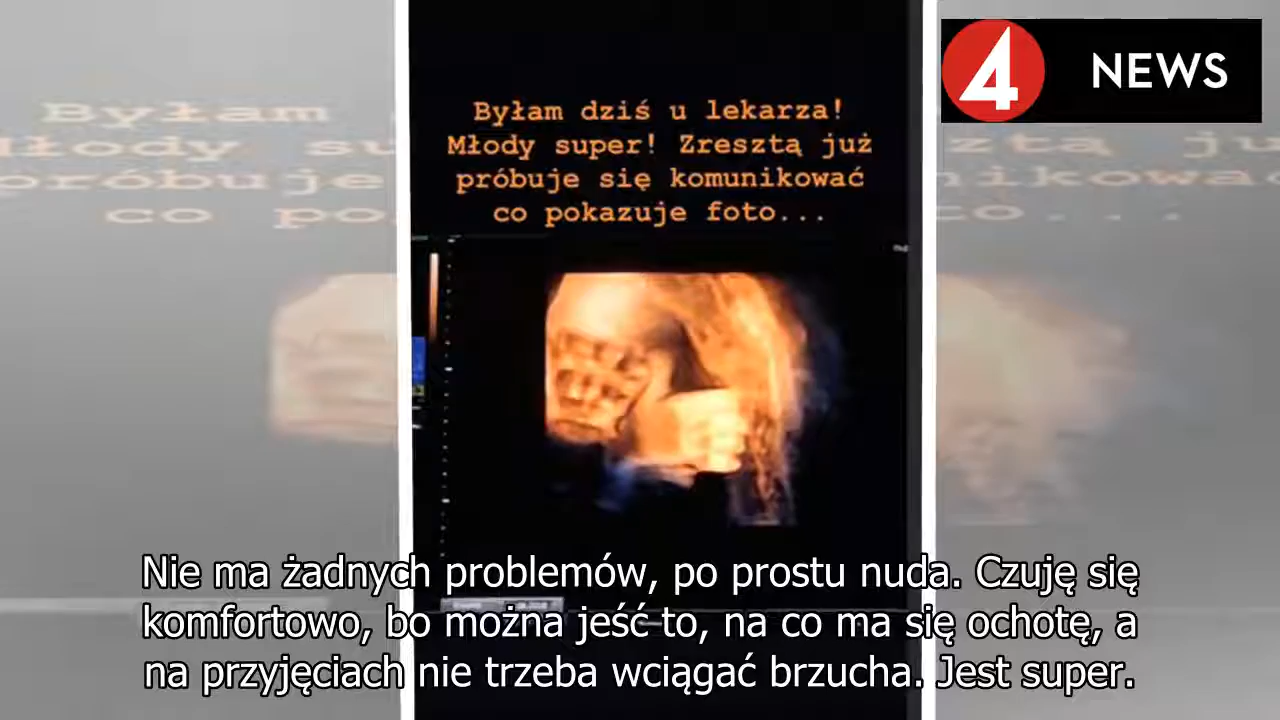 4 NEWS
Byłam dziś u lekarza!
Młody super! Zresztą już
próbuje się komunikować
co pokazuje foto...
Nie ma żadnych problemów, po prostu nuda. Czuję się
komfortowo, bo można jeść to, na co ma się ochotę, a
na przyjęciach nie trzeba wciągać brzucha. Jest super.